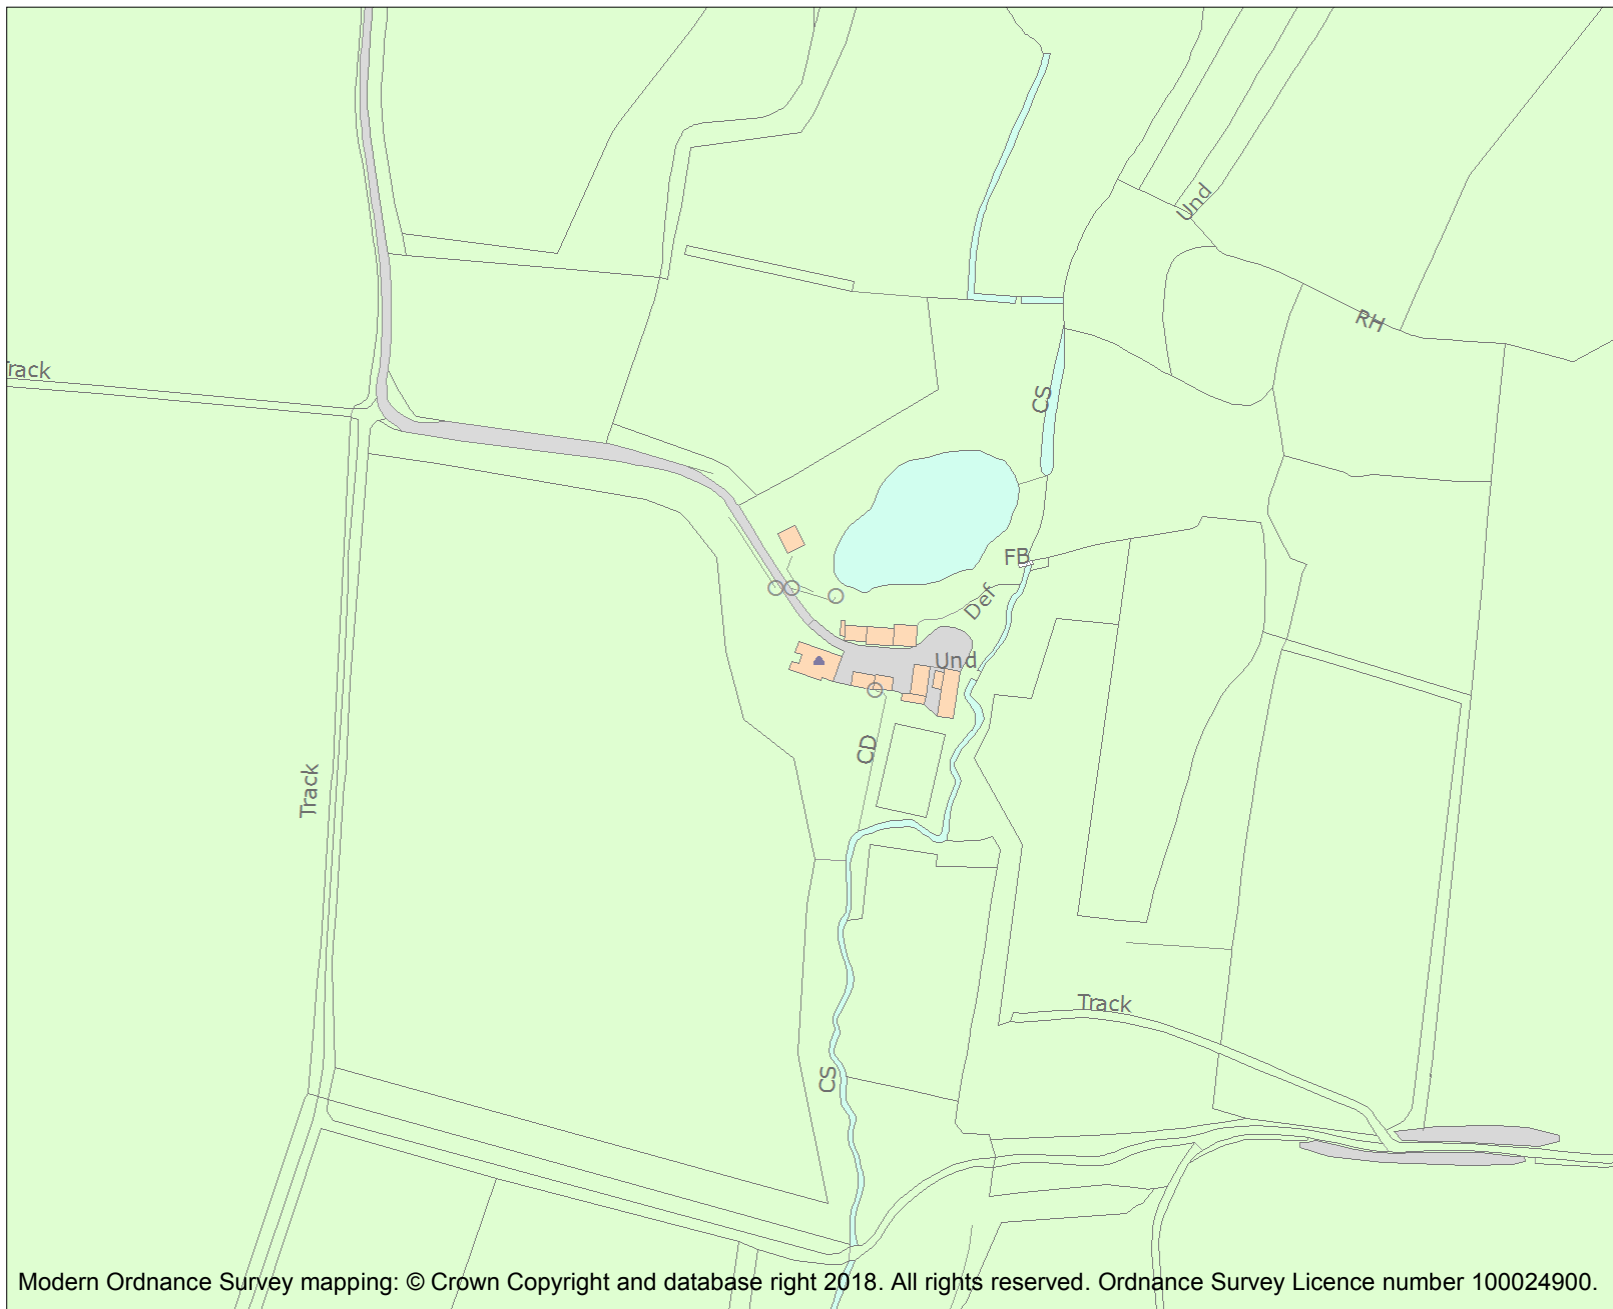 Und
RH
Track
CS
FB
Def
Und
CD
Track
Track
CS
Modern Ordnance Survey mapping: © Crown Copyright and database right 2018. All rights reserved. Ordnance Survey Licence number 100024900.